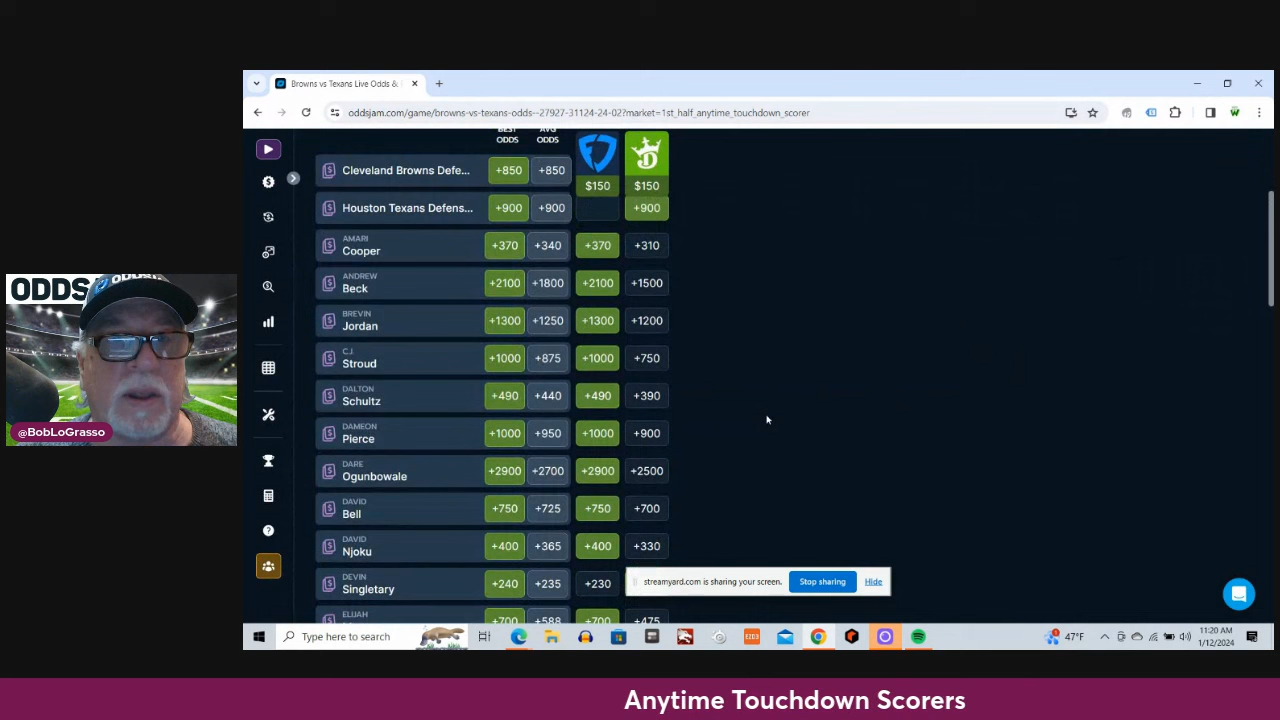 Browns vs Texans Live Odds &
oddsjam.com/game/browns-vs-texans-odds--27927-31124-24-02?market=1st_half_anytime_touchdown_scorer
BEST ODDS AVG ODDS
Cleveland Browns Defe... +850 +850
$150 $150
Houston Texans Defens... +900 +900 +900
AMARI
Cooper +370 +340 +370 +310
ANDREW
Beck +2100 +1800 +2100 +1500
BREVIN
Jordan +1300 +1250 +1300 +1200
C.J.
Stroud +1000 +875 +1000 +750
DALTON
Schultz +490 +440 +490 +390
DAMEON
Pierce +1000 +950 +1000 +900
DARE
Ogunbowale +2900 +2700 +2900 +2500
DAVID
Bell +750 +725 +750 +700
DAVID
Njoku +400 +365 +400 +330
DEVIN
Singletary +240 +235 +230
streamyard.com is sharing your screen. Stop sharing Hide
ELIJAH
+700 +588 +700 +475
ODDS
@BobLoGrasso
Type here to search
47°F
11:20 AM
1/12/2024
Anytime Touchdown Scorers